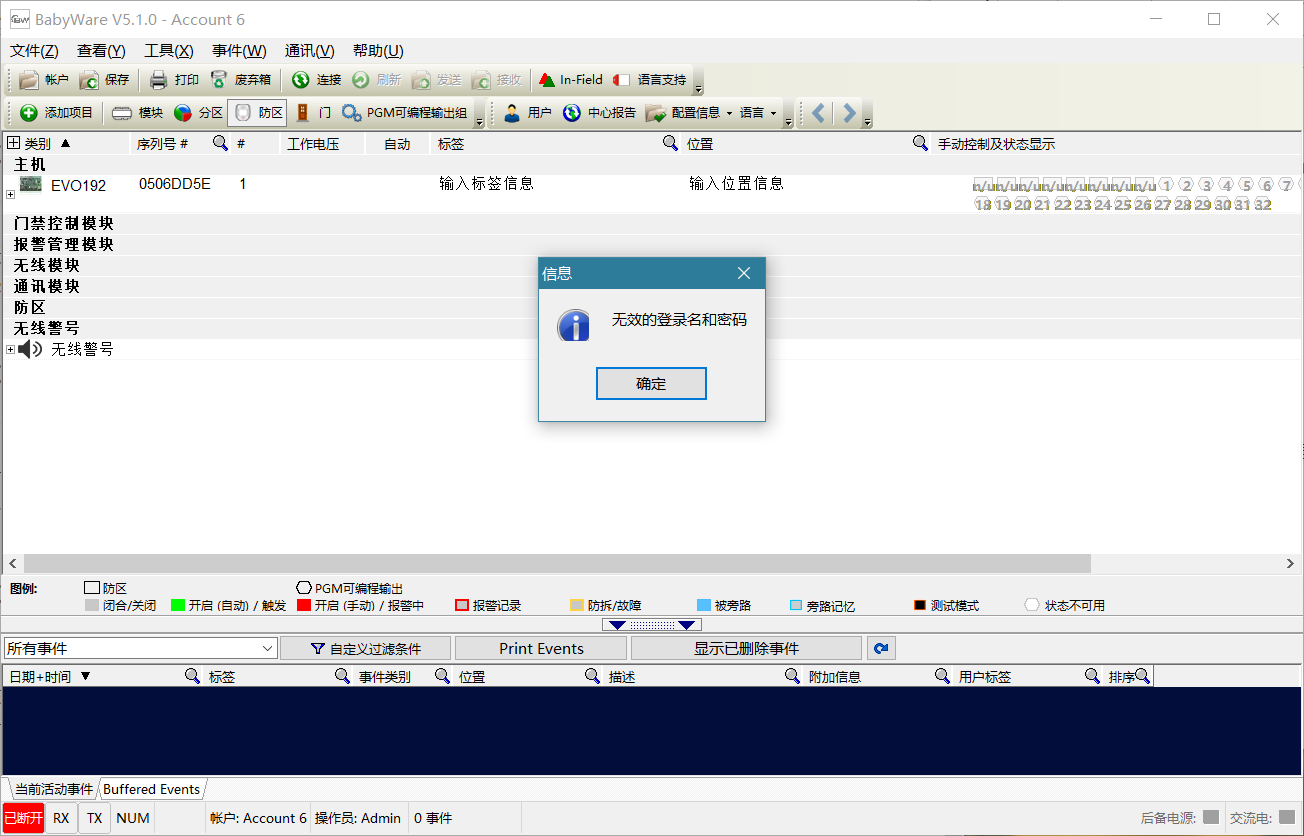 BabyWare V5.1.0 - Account 6
文件(Z) 查看(Y) 工具(X) 事件(W) 通讯(V) 帮助(U)
帐户 保存 打印 废弃箱 连接 刷新 发送 接收 In-Field 语言支持
添加项目 模块 分区 防区 门 PGM可编程输出组 用户 中心报告 配置信息 语言
类别 序列号 # # 工作电压 自动 标签 位置 手动控制及状态显示
主机
EVO192 0506DD5E 1 输入标签信息 输入位置信息 n/u n/u n/u n/u n/u n/u n/u n/u 1 2 3 4 5 6 7
18 19 20 21 22 23 24 25 26 27 28 29 30 31 32
门禁控制模块
报警管理模块
无线模块
通讯模块
防区
无线警号
无线警号
信息
无效的登录名和密码
确定
图例: 防区 PGM可编程输出
闭合/关闭 开启 (自动) / 触发 开启 (手动) / 报警中 报警记录 防拆/故障 被旁路 旁路记忆 测试模式 状态不可用
所有事件 自定义过滤条件 Print Events 显示已删除事件
日期+时间 标签 事件类别 位置 描述 附加信息 用户标签 排序
当前活动事件 Buffered Events
已断开 RX TX NUM 帐户: Account 6 操作员: Admin 0 事件 后备电源: 交流电: